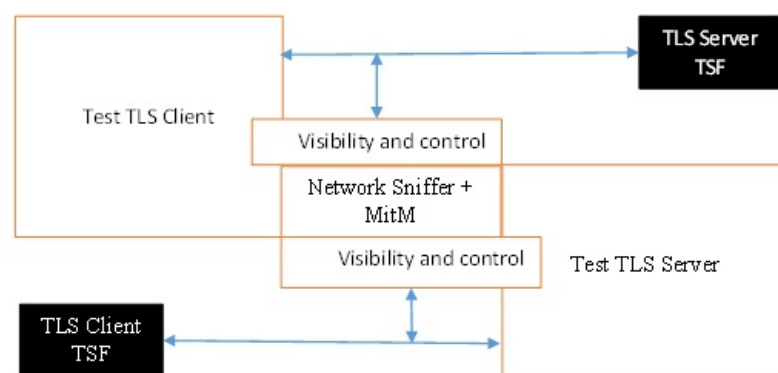 TLS Server
TSF
Test TLS Client
Visibility and control
Network Sniffer +
MitM
Visibility and control
Test TLS Server
TLS Client
TSF